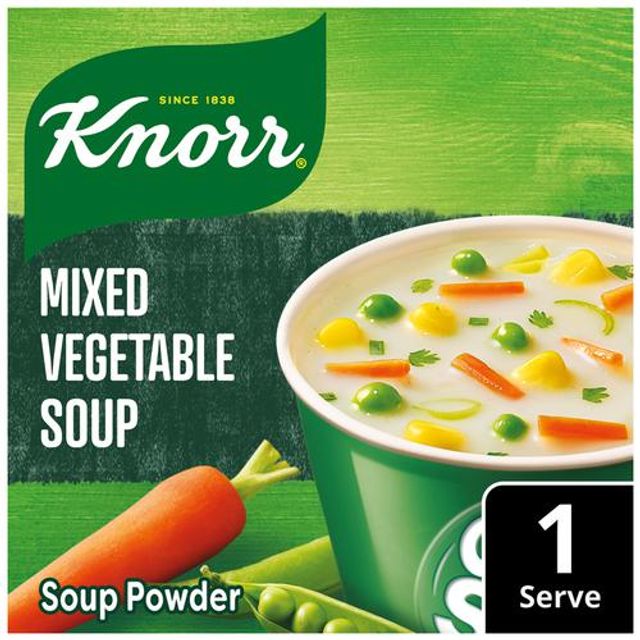 SINCE 1838
Knorr®
MIXED
VEGETABLE
SOUP
Soup Powder
1
Serve